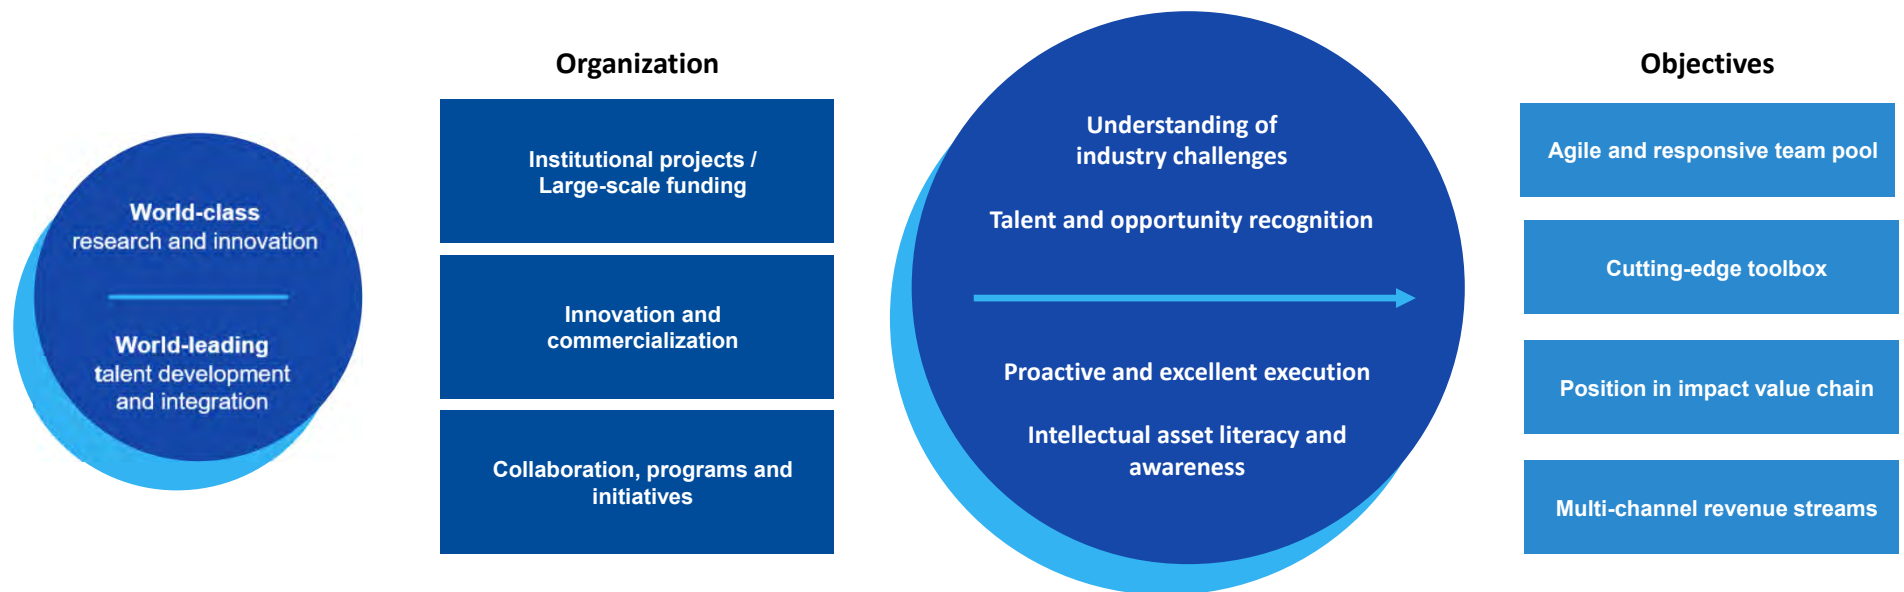 World-class
research and innovation
World-leading
talent development
and integration
Organization
Institutional projects /
Large-scale funding
Innovation and
commercialization
Collaboration, programs and
initiatives
Understanding of
industry challenges
Talent and opportunity recognition
Proactive and excellent execution
Intellectual asset literacy and
awareness
Objectives
Agile and responsive team pool
Cutting-edge toolbox
Position in impact value chain
Multi-channel revenue streams